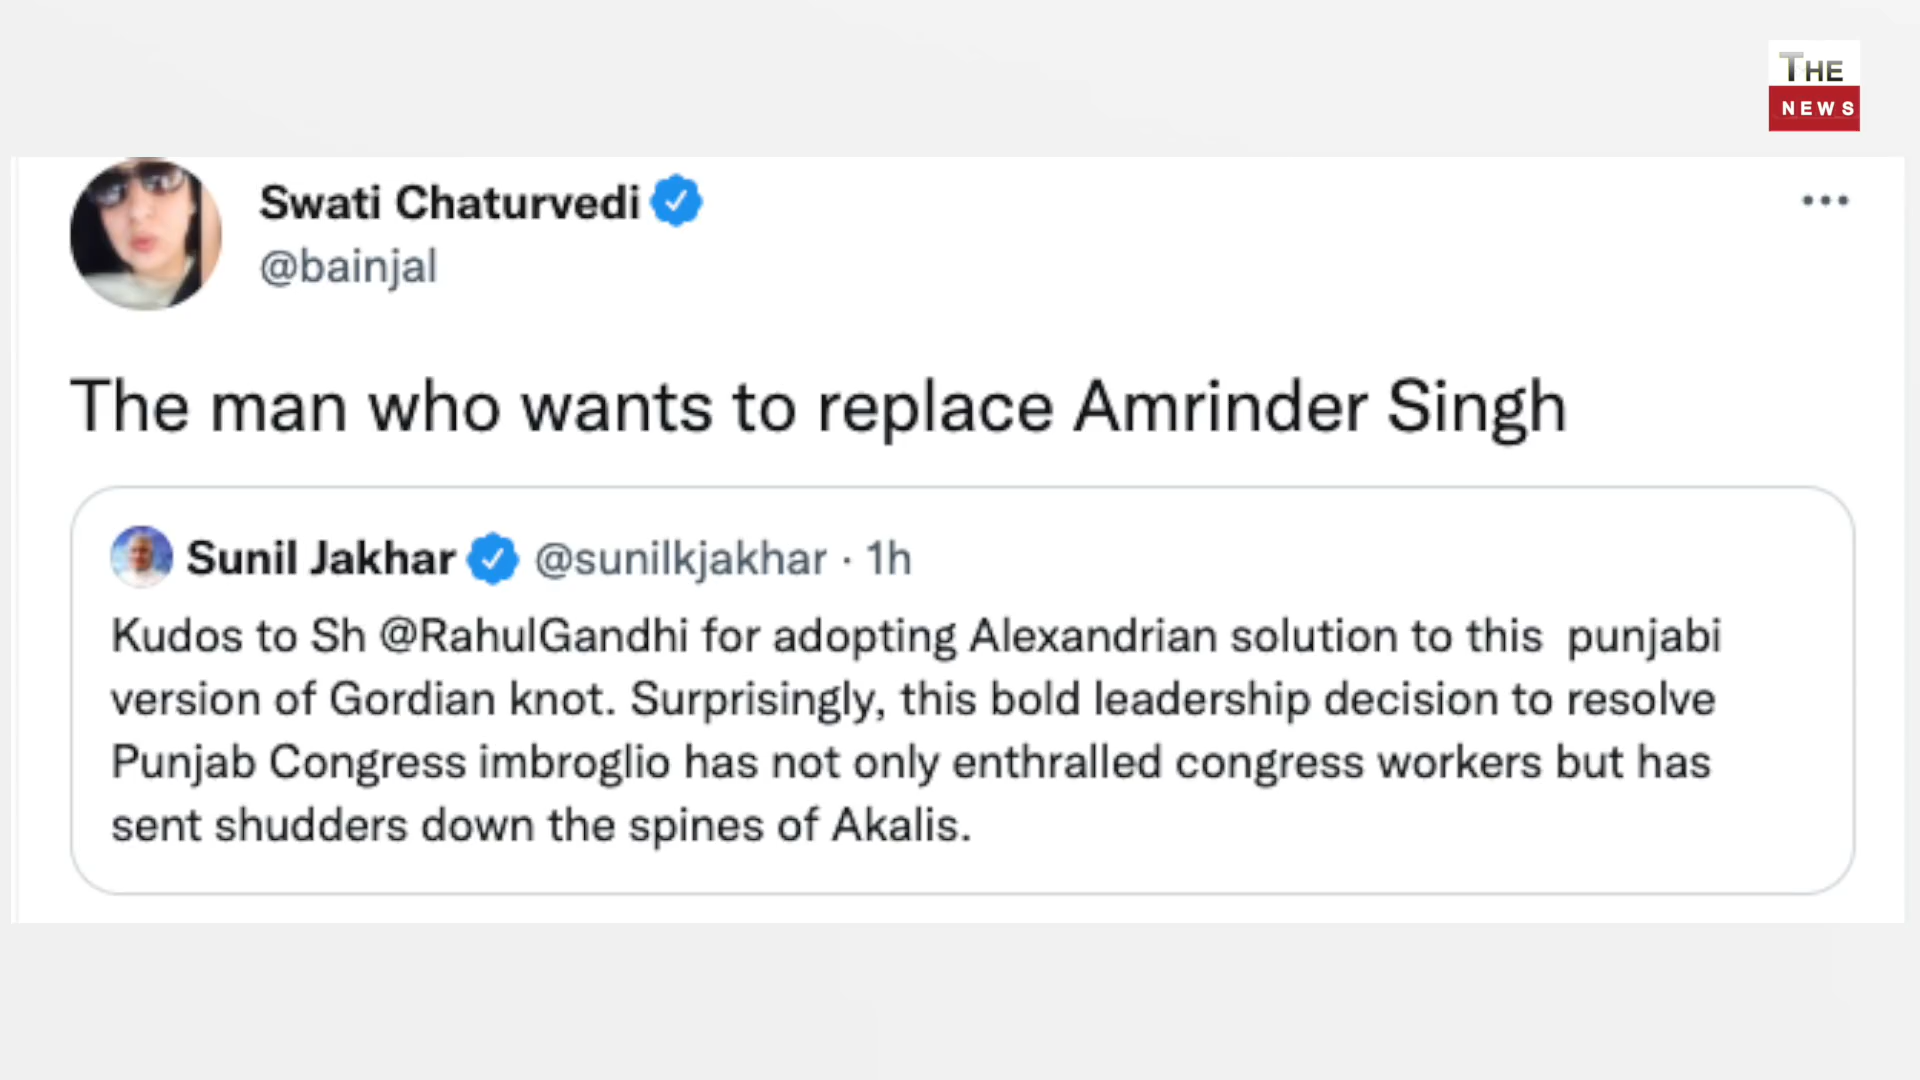 THE
NEWS
Swati Chaturvedi
@bainjal
The man who wants to replace Amrinder Singh
Sunil Jakhar @sunilkjakhar · 1h
Kudos to Sh @RahulGandhi for adopting Alexandrian solution to this  punjabi
version of Gordian knot. Surprisingly, this bold leadership decision to resolve
Punjab Congress imbroglio has not only enthralled congress workers but has
sent shudders down the spines of Akalis.